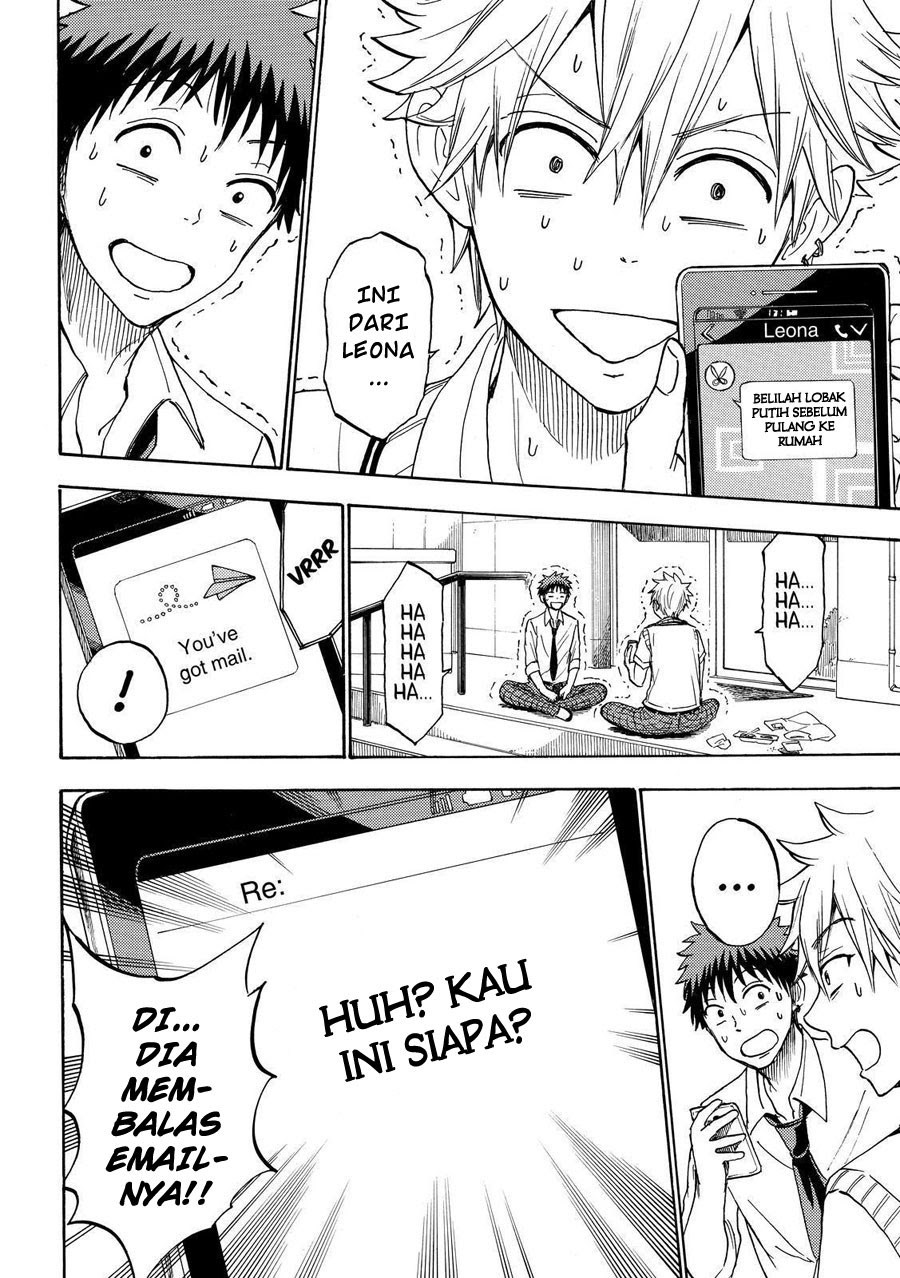 INI
DARI
LEONA
...
Leona
BELILAH LOBAK
PUTIH SEBELUM
PULANG KE
RUMAH
HA...
HA...
HA...
HA
HA
HA
HA
HA...
VRRR
You've
got mail.
!
...
Re:
HUH? KAU
INI SIAPA?
DI...
DIA
MEM-
BALAS
EMAIL-
NYA!!